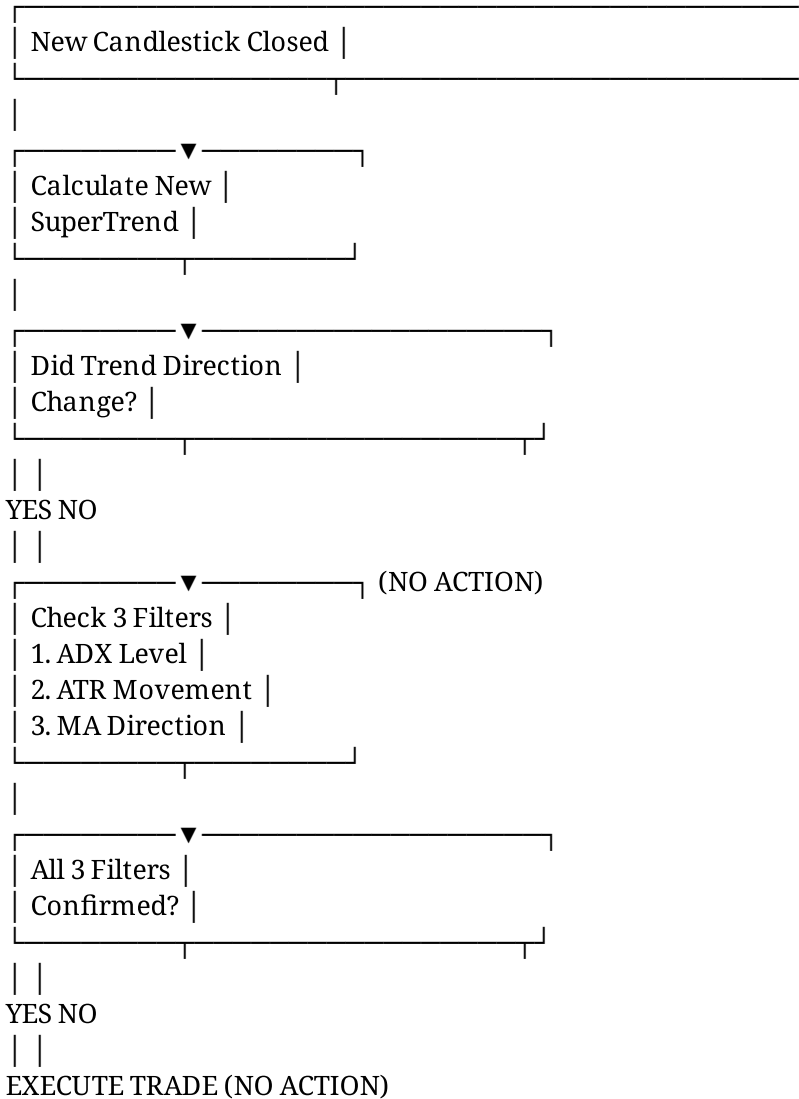 ┌──────────────────────────────────────────
│ New Candlestick Closed │
└─────────────────┬─────────────────────────
│
┌───────── ▼ ─────────┐
│ Calculate New │
│ SuperTrend │
└─────────┬─────────┘
│
┌───────── ▼ ────────────────────┐
│ Did Trend Direction │
│ Change? │
└─────────┬────────────────────┬┘
│ │
YES NO
│ │
┌───────── ▼ ─────────┐ (NO ACTION)
│ Check 3 Filters │
│ 1. ADX Level │
│ 2. ATR Movement │
│ 3. MA Direction │
└─────────┬─────────┘
│
┌───────── ▼ ────────────────────┐
│ All 3 Filters │
│ Confirmed? │
└─────────┬────────────────────┬┘
│ │
YES NO
│ │
EXECUTE TRADE (NO ACTION)